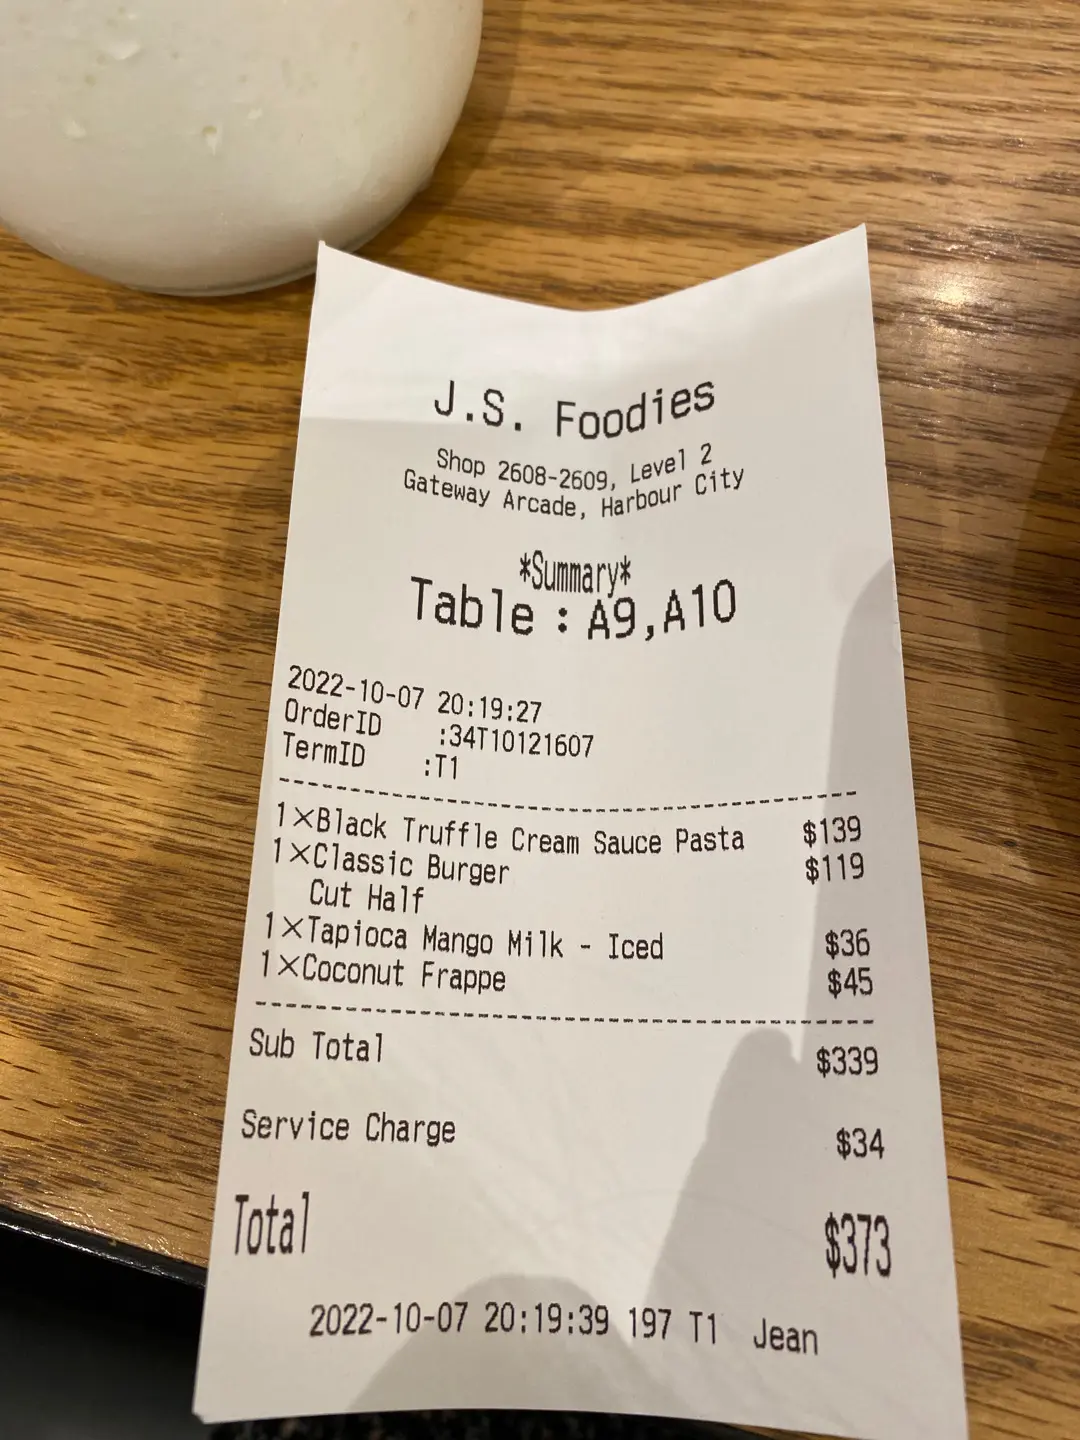 J.S. Foodies
Shop 2608-2609, Level 2
Gateway Arcade, Harbour City
*Summary*
Table : A9,A10
2022-10-07 20:19:27
OrderID :34T10121607
TermID :T1
1×Black Truffle Cream Sauce Pasta $139
1×Classic Burger $119
Cut Half
1×Tapioca Mango Milk - Iced $36
1×Coconut Frappe $45
Sub Total $339
Service Charge $34
Total $373
2022-10-07 20:19:39 197 T1 Jean